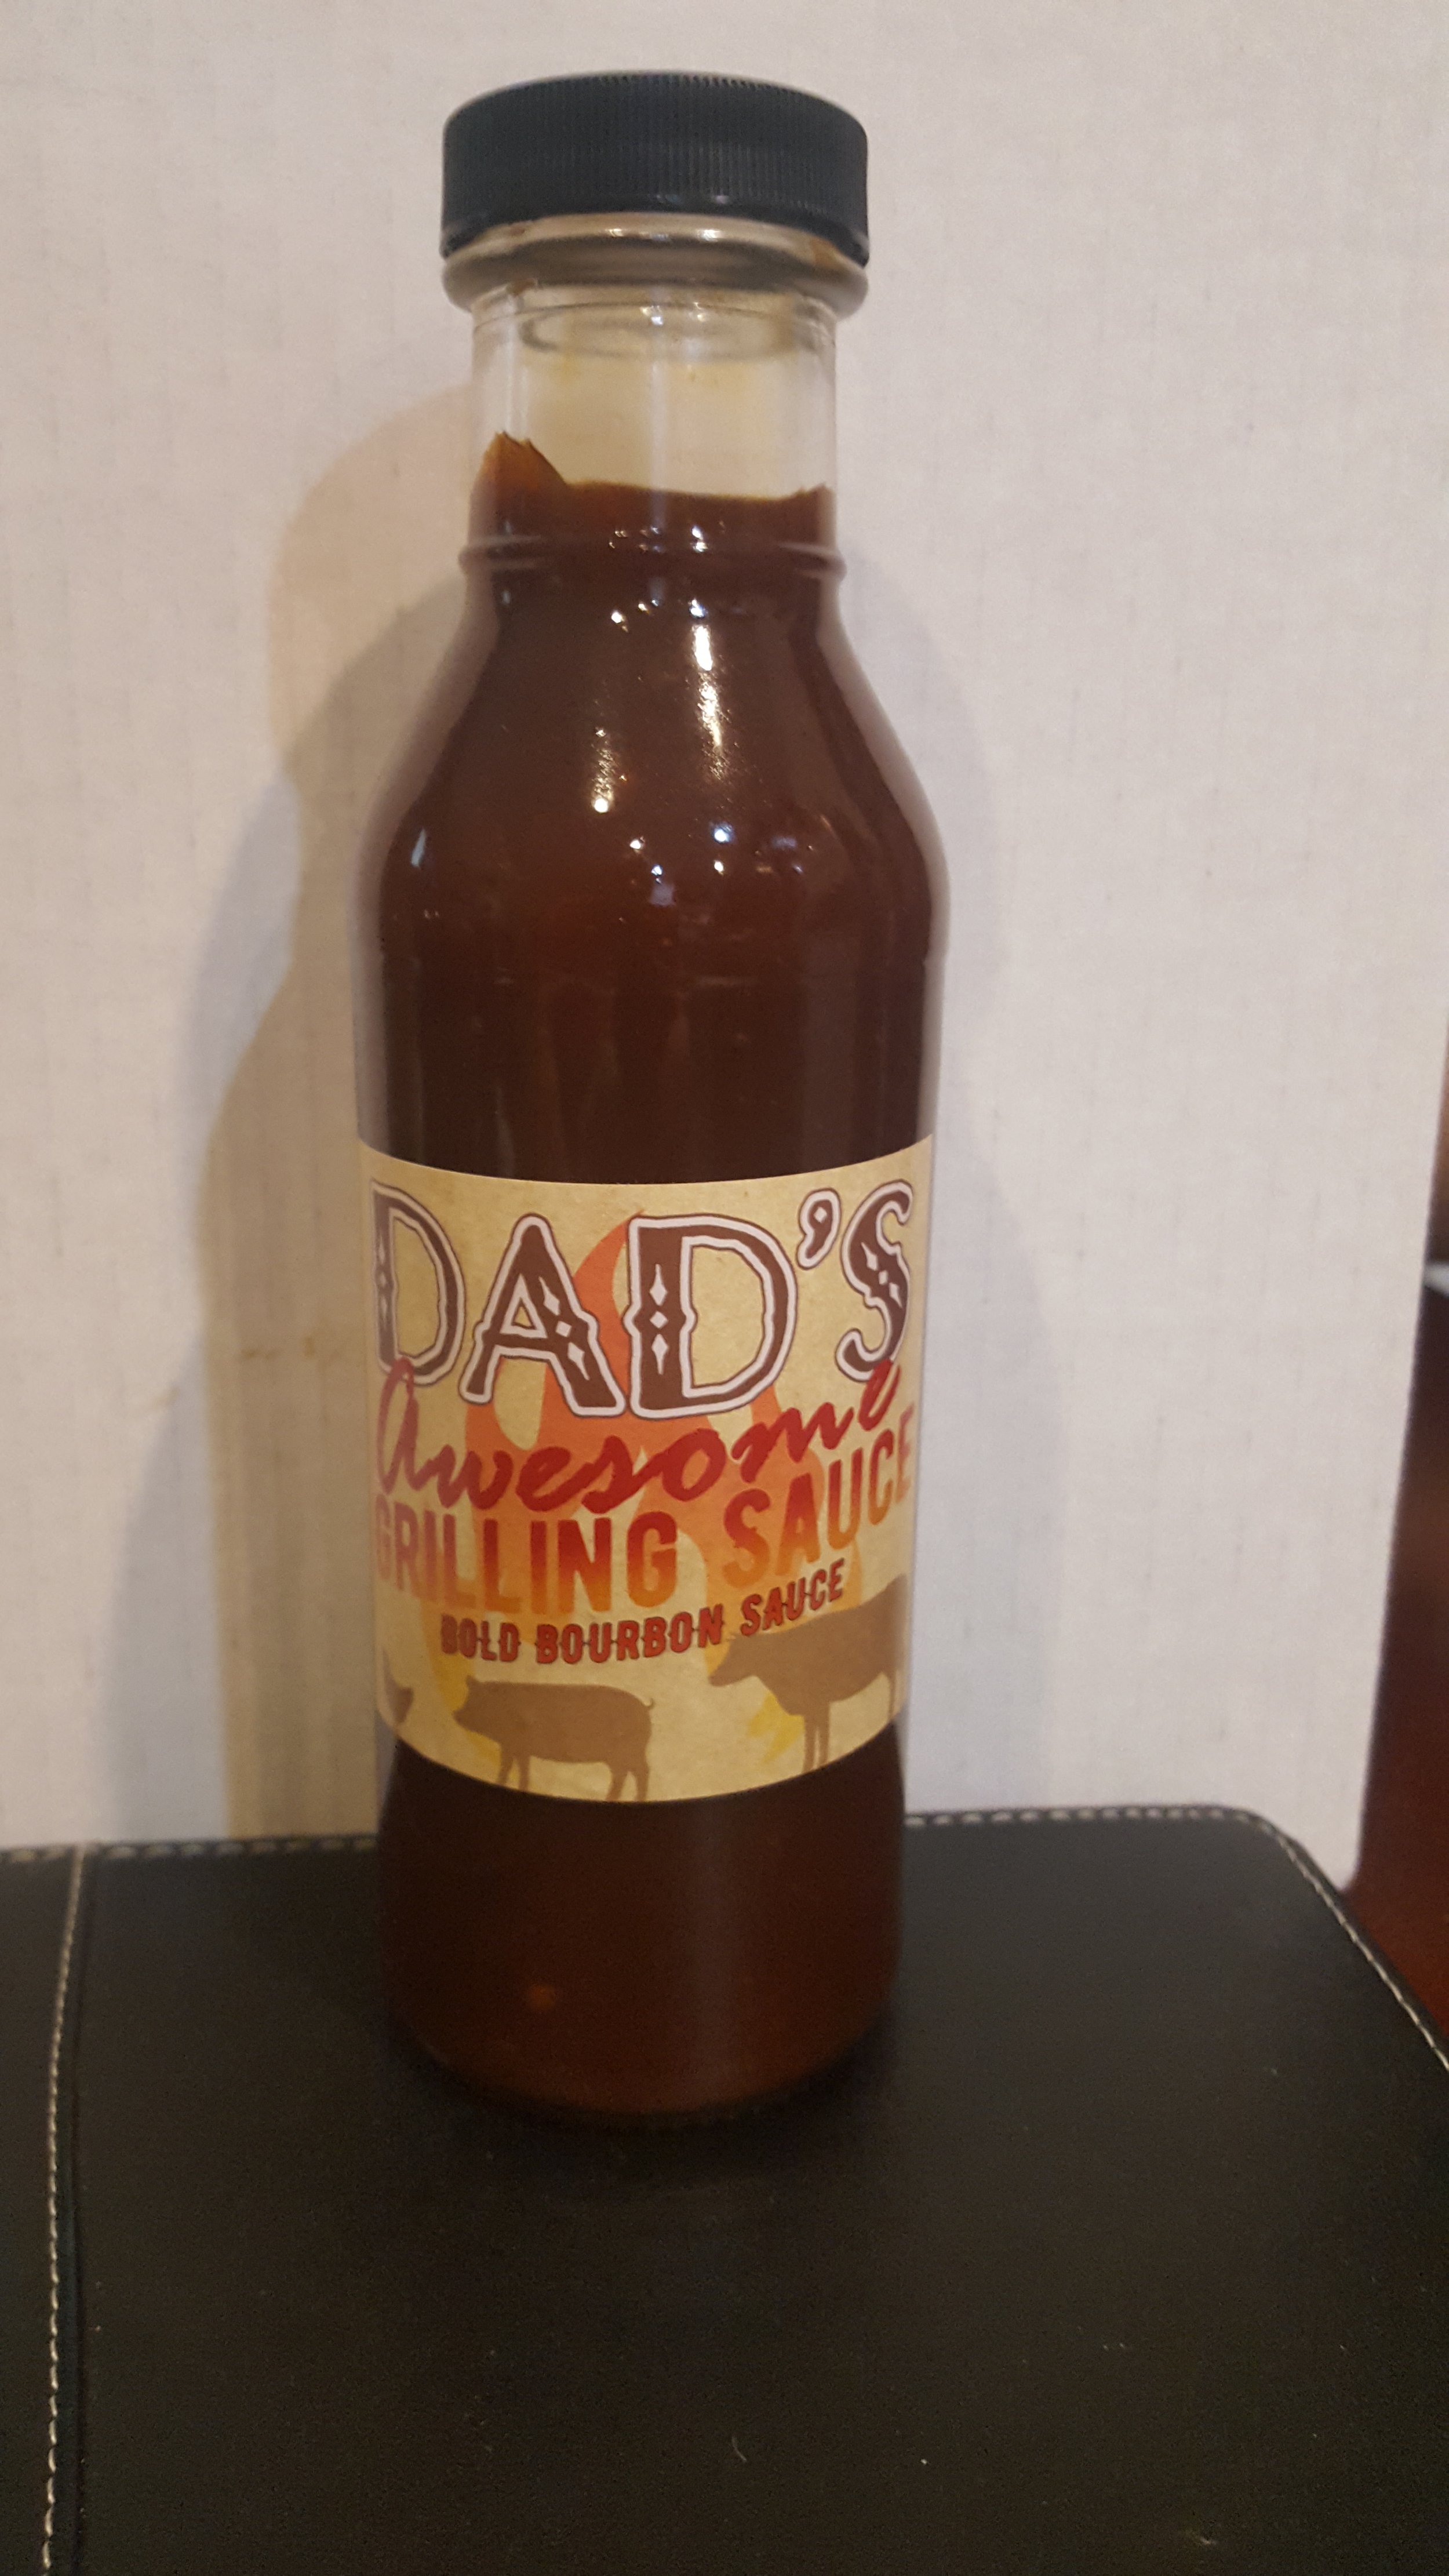 DAD'S
Awesome
GRILLING SAUCE
BOLD BOURBON SAUCE